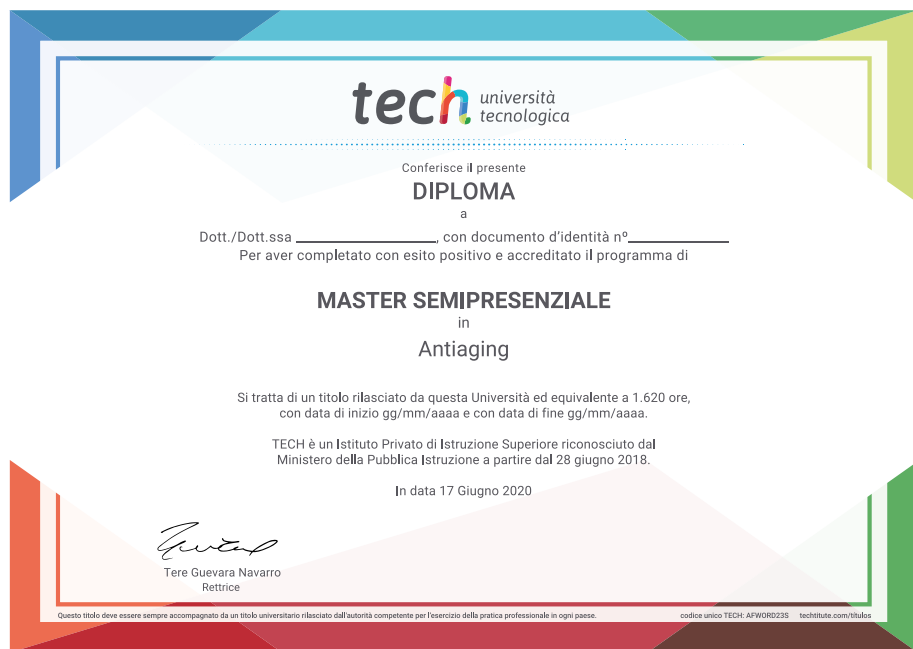 tech università
tecnologica
Conferisce il presente
DIPLOMA
a
Dott./Dott.ssa ________________, con documento d'identità nº____________
Per aver completato con esito positivo e accreditato il programma di
MASTER SEMIPRESENZIALE
in
Antiaging
Si tratta di un titolo rilasciato da questa Università ed equivalente a 1.620 ore,
con data di inizio gg/mm/aaaa e con data di fine gg/mm/aaaa.
TECH è un Istituto Privato di Istruzione Superiore riconosciuto dal
Ministero della Pubblica Istruzione a partire dal 28 giugno 2018.
In data 17 Giugno 2020
Tere Guevara Navarro
Rettrice
Questo titolo deve essere sempre accompagnato da un titolo universitario rilasciato dall'autorità competente per l'esercizio della pratica professionale in ogni paese. codice unico TECH: AFWORD23S techtitute.com/titulos